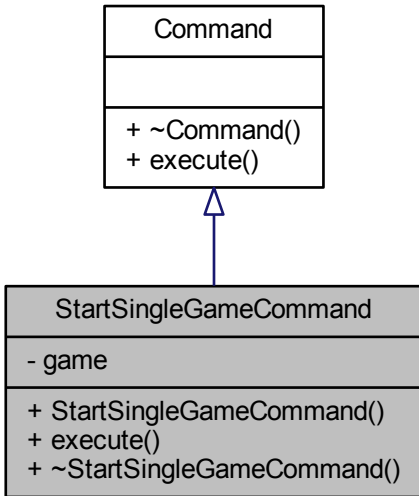 Command
+ ~Command()
+ execute()
StartSingleGameCommand
- game
+ StartSingleGameCommand()
+ execute()
+ ~StartSingleGameCommand()